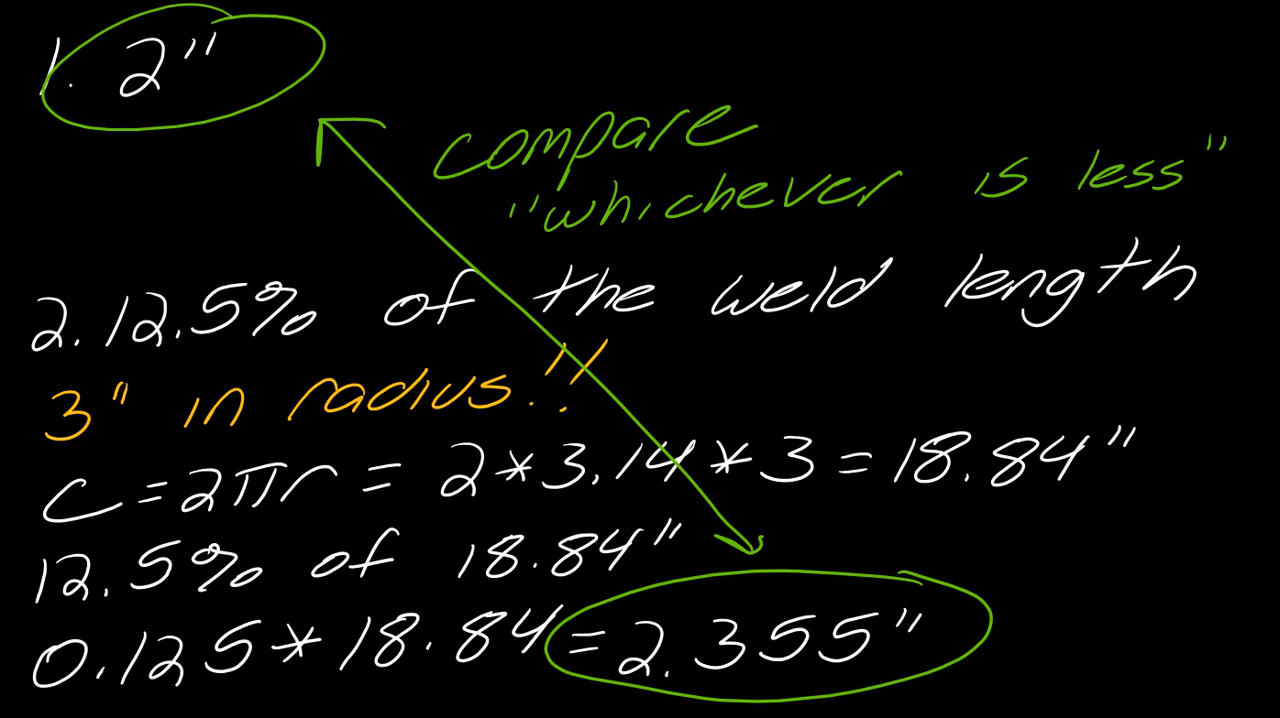 1. 2"
compare
"whichever is less"
2. 12.5% of the weld length
3" in radius!!
C = 2πr = 2*3.14*3 = 18.84"
12.5% of 18.84"
0.125*18.84 = 2.355"